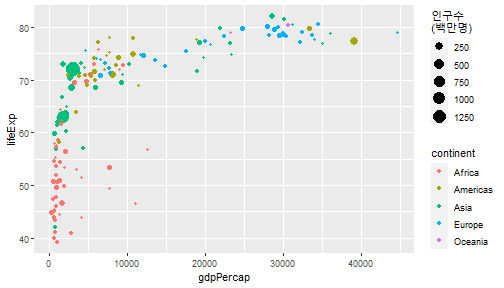 80
70
60
50
40
lifeExp
0
10000
20000
30000
40000
gdpPercap
인구수
(백만명)
250
500
750
1000
1250
continent
Africa
Americas
Asia
Europe
Oceania